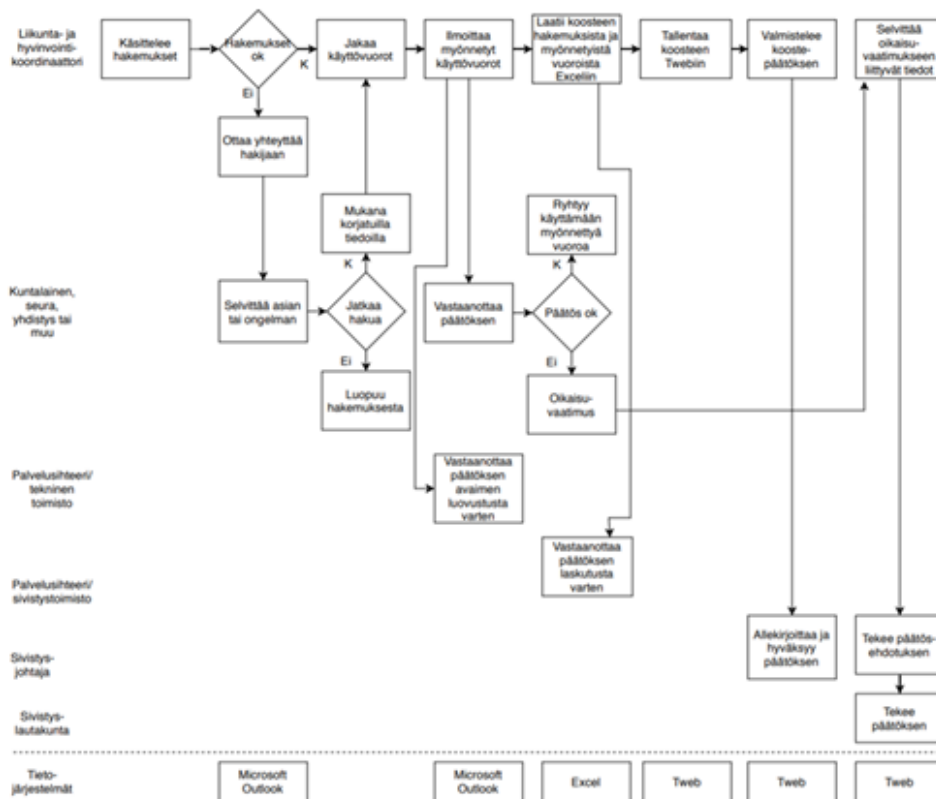 Liikunta- ja
hyvinvointi-
koordinaattori
Käsittelee
hakemukset
Hakemukset
ok
K
Ei
Jakaa
käyttövuorot
Ilmoittaa
myönnetyt
käyttövuorot
Laatii koosteen
hakemuksista ja
myönnetyistä
vuoroista
Exceliin
Tallentaa
koosteen
Twebiin
Valmistelee
kooste-
päätöksen
Selvittää
oikaisu-
vaatimukseen
liittyvät tiedot
Ottaa yhteyttää
hakijaan
Mukana
korjatuilla
tiedoilla
K
Ryhtyy
käyttämään
myönnettyä
vuoroa
K
Kuntalainen,
seura,
yhdistys tai
muu
Selvittää asian
tai ongelman
Jatkaa
hakua
Ei
Vastaanottaa
päätöksen
Päätös ok
Ei
Luopuu
hakemuksesta
Oikaisu-
vaatimus
Palvelusihteeri/
tekninen
toimisto
Vastaanottaa
päätöksen
avaimen
luovustusta
varten
Palvelusihteeri/
sivistystoimisto
Vastaanottaa
päätöksen
laskutusta
varten
Sivistys-
johtaja
Allekirjoittaa ja
hyväksyy
päätöksen
Tekee päätös-
ehdotuksen
Sivistys-
lautakunta
Tekee
päätöksen
Tieto-
järjestelmät
Microsoft
Outlook
Microsoft
Outlook
Excel
Tweb
Tweb
Tweb